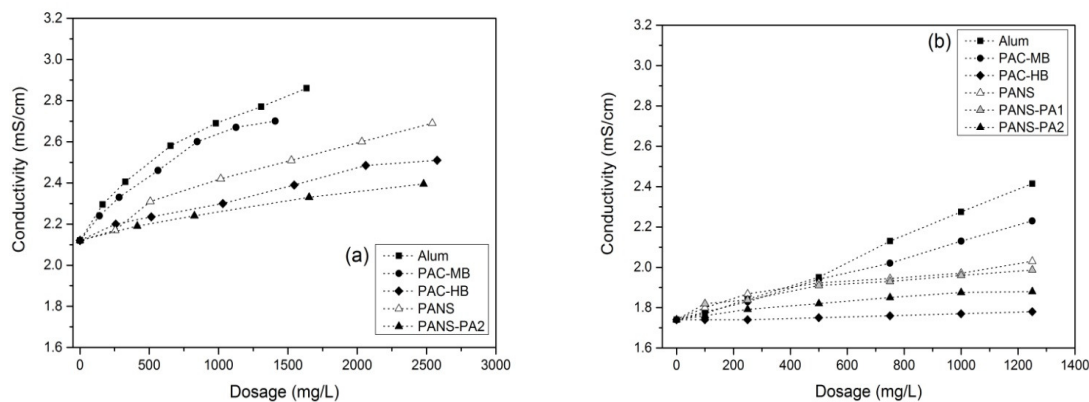 3.2
3.0
2.8
2.6
2.4
2.2
2.0
1.8
1.6
Conductivity (mS/cm)
0 500 1000 1500 2000 2500 3000
Dosage (mg/L)
(a)
Alum
PAC-MB
PAC-HB
PANS
PANS-PA2
3.2
3.0
2.8
2.6
2.4
2.2
2.0
1.8
1.6
Conductivity (mS/cm)
0 200 400 600 800 1000 1200 1400
Dosage (mg/L)
(b)
Alum
PAC-MB
PAC-HB
PANS
PANS-PA1
PANS-PA2